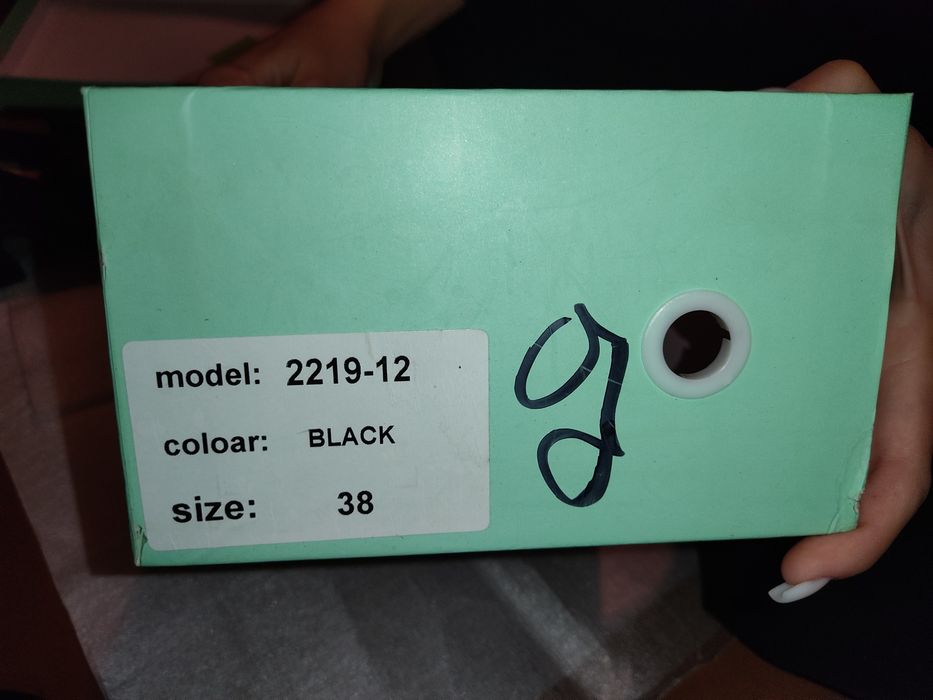 model: 2219-12
coloar: BLACK
size: 38